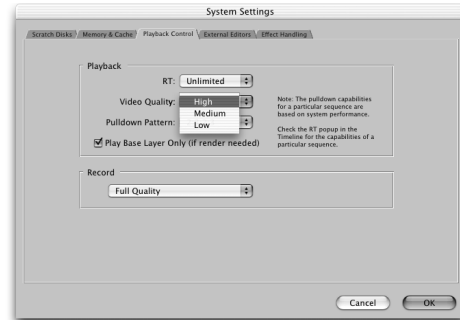 System Settings
Scratch Disks Memory & Cache Playback Control External Editors Effect Handling
Playback
RT: Unlimited
Video Quality: High
Medium
Low
Pulldown Pattern:
Play Base Layer Only (if render needed)
Note: The pulldown capabilities
for a particular sequence are
based on system performance.
Check the RT popup in the
Timeline for the capabilities of a
particular sequence.
Record
Full Quality
Cancel OK